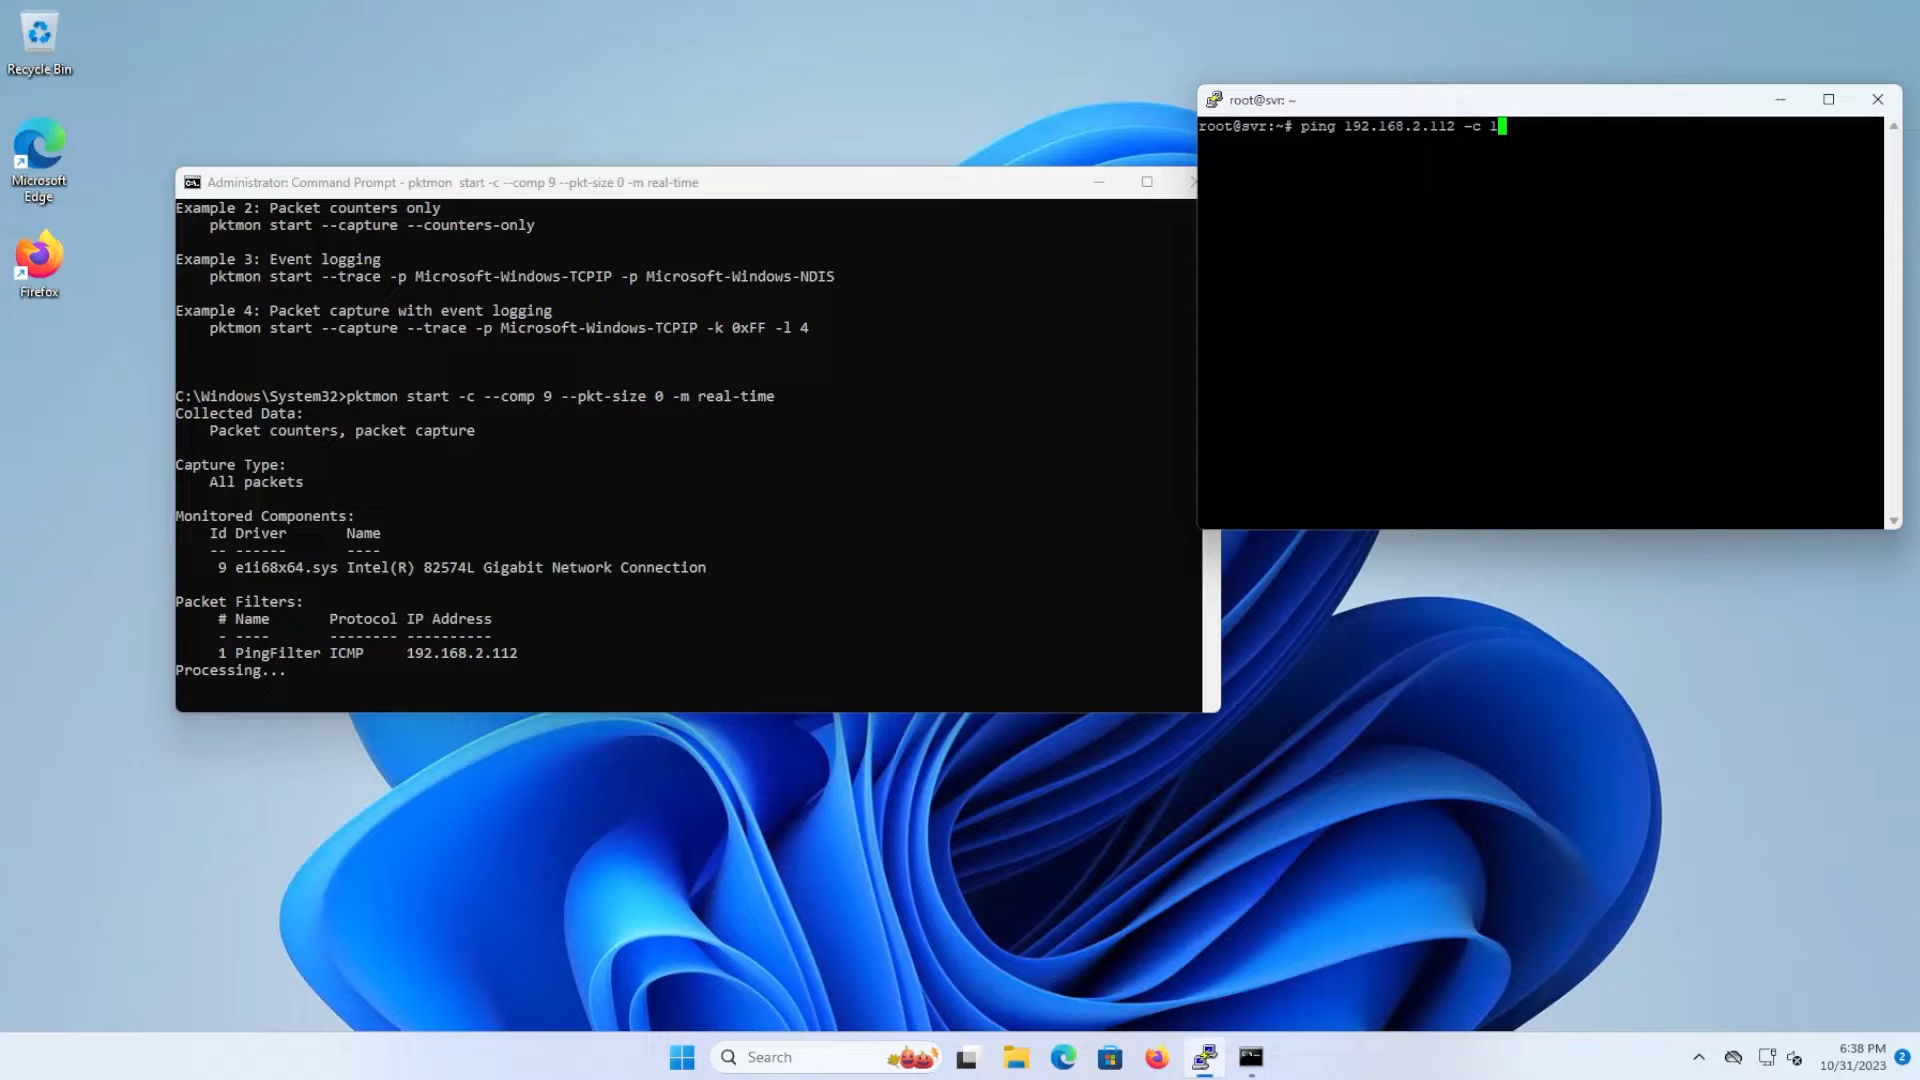 Recycle Bin
Microsoft
Edge
Firefox
Administrator: Command Prompt - pktmon  start -c --comp 9 --pkt-size 0 -m real-time
Example 2: Packet counters only
    pktmon start --capture --counters-only
Example 3: Event logging
    pktmon start --trace -p Microsoft-Windows-TCPIP -p Microsoft-Windows-NDIS
Example 4: Packet capture with event logging
    pktmon start --capture --trace -p Microsoft-Windows-TCPIP -k 0xFF -l 4
C:\Windows\System32>pktmon start -c --comp 9 --pkt-size 0 -m real-time
Collected Data:
    Packet counters, packet capture
Capture Type:
    All packets
Monitored Components:
    Id Driver       Name
    -- ------       ----
     9 e1i68x64.sys Intel(R) 82574L Gigabit Network Connection
Packet Filters:
     # Name       Protocol IP Address
     - ----       -------- ----------
     1 PingFilter ICMP     192.168.2.112
Processing...
root@svr: ~
root@svr:~# ping 192.168.2.112 -c 1
Search
6:38 PM
10/31/2023
2